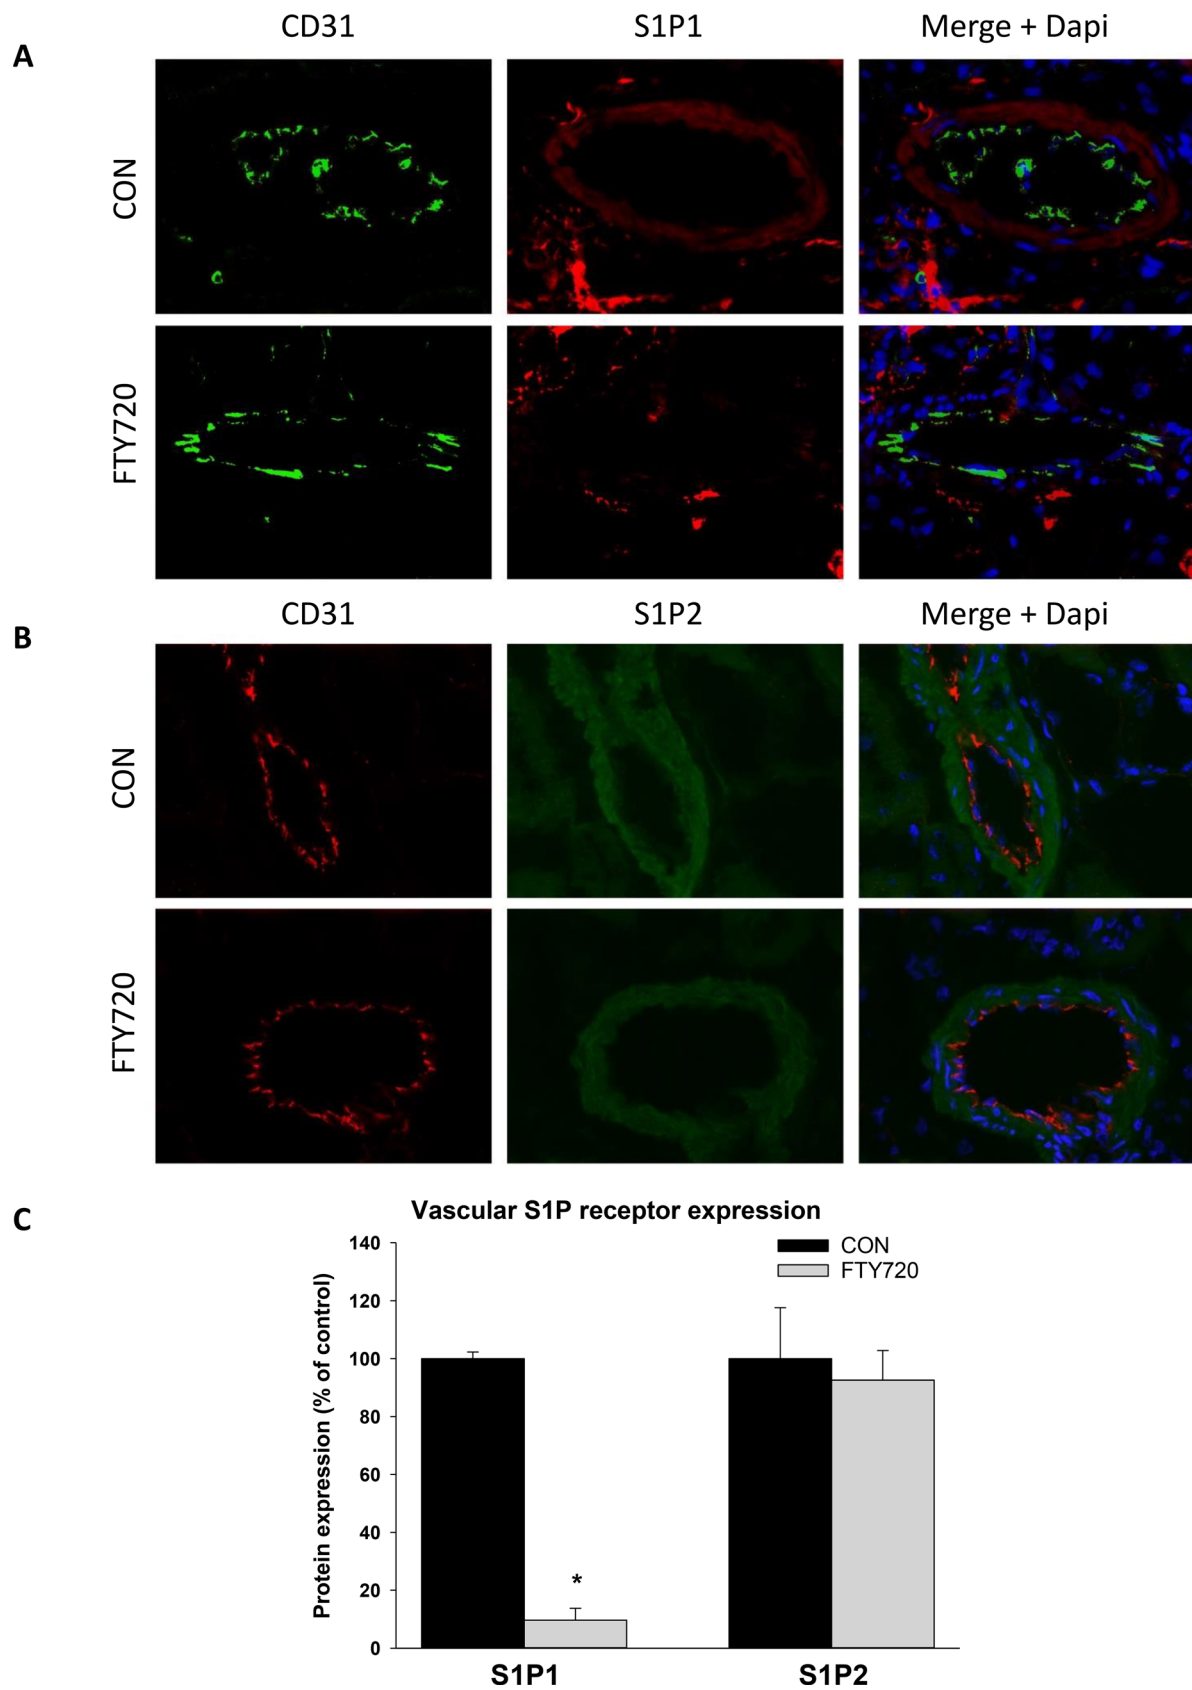 A
CD31 S1P1 Merge + Dapi
CON
FTY720
B
CD31 S1P2 Merge + Dapi
CON
FTY720
C
Vascular S1P receptor expression
CON
FTY720
Protein expression (% of control)
140
120
100
80
60
40
20
0
*
S1P1 S1P2